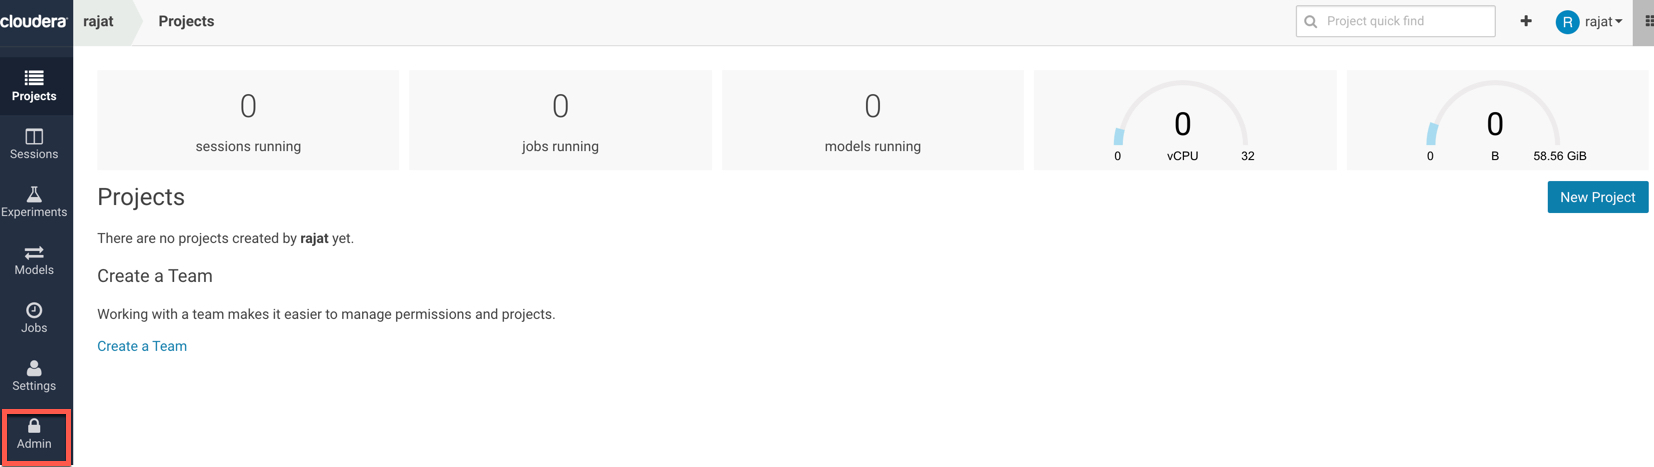 cloudera
rajat Projects
Project quick find
+
R rajat
Projects
Sessions
Experiments
Models
Jobs
Settings
Admin
0
sessions running
0
jobs running
0
models running
0
0 vCPU 32
0
0 B 58.56 GiB
Projects
New Project
There are no projects created by rajat yet.
Create a Team
Working with a team makes it easier to manage permissions and projects.
Create a Team